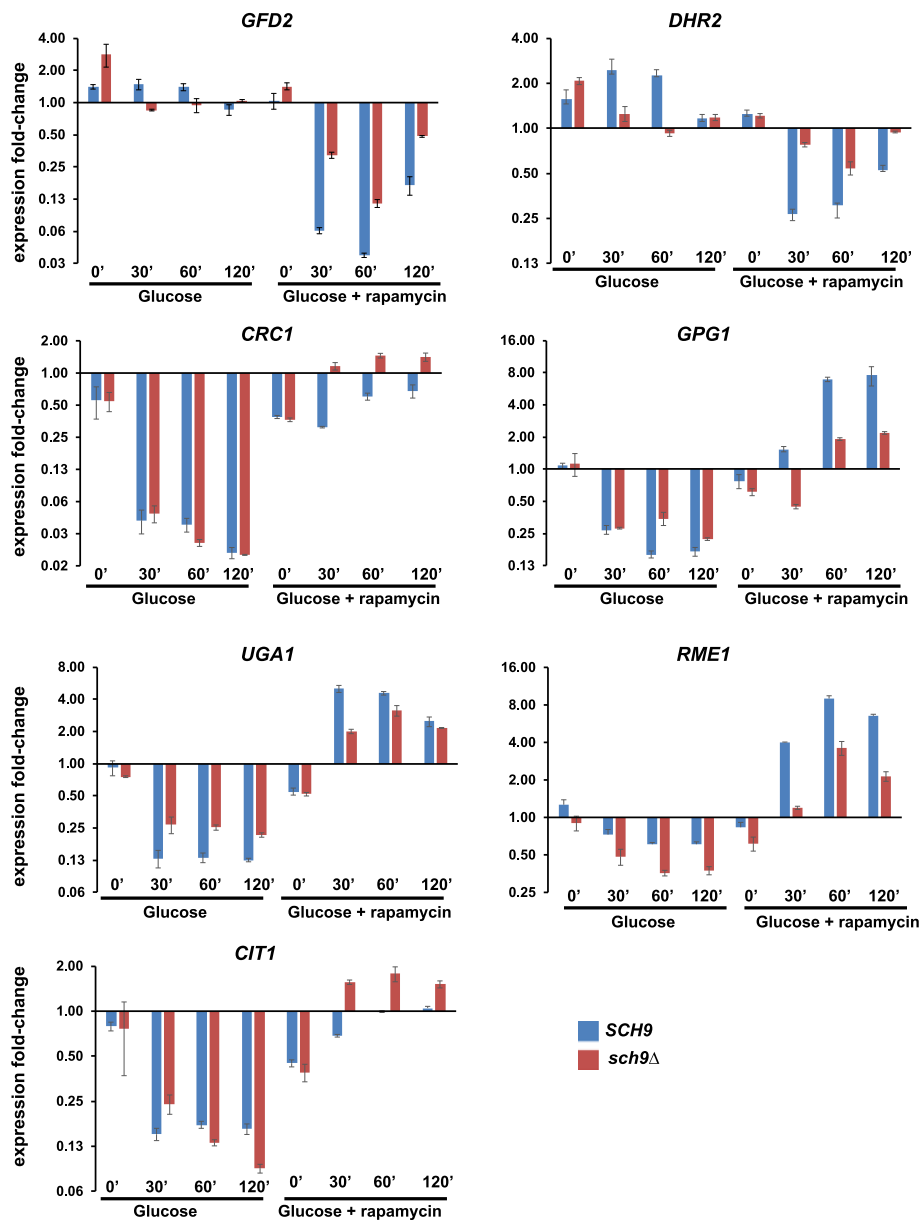 GFD2
expression fold-change
4.00
2.00
1.00
0.50
0.25
0.13
0.06
0.03
0' 30' 60' 120' 0' 30' 60' 120'
Glucose Glucose + rapamycin
DHR2
4.00
2.00
1.00
0.50
0.25
0.13
0' 30' 60' 120' 0' 30' 60' 120'
Glucose Glucose + rapamycin
CRC1
expression fold-change
2.00
1.00
0.50
0.25
0.13
0.06
0.03
0.02
0' 30' 60' 120' 0' 30' 60' 120'
Glucose Glucose + rapamycin
GPG1
16.00
8.00
4.00
2.00
1.00
0.50
0.25
0.13
0' 30' 60' 120' 0' 30' 60' 120'
Glucose Glucose + rapamycin
UGA1
expression fold-change
8.00
4.00
2.00
1.00
0.50
0.25
0.13
0.06
0' 30' 60' 120' 0' 30' 60' 120'
Glucose Glucose + rapamycin
RME1
16.00
8.00
4.00
2.00
1.00
0.50
0.25
0' 30' 60' 120' 0' 30' 60' 120'
Glucose Glucose + rapamycin
CIT1
expression fold-change
2.00
1.00
0.50
0.25
0.13
0.06
0' 30' 60' 120' 0' 30' 60' 120'
Glucose Glucose + rapamycin
SCH9
sch9Δ